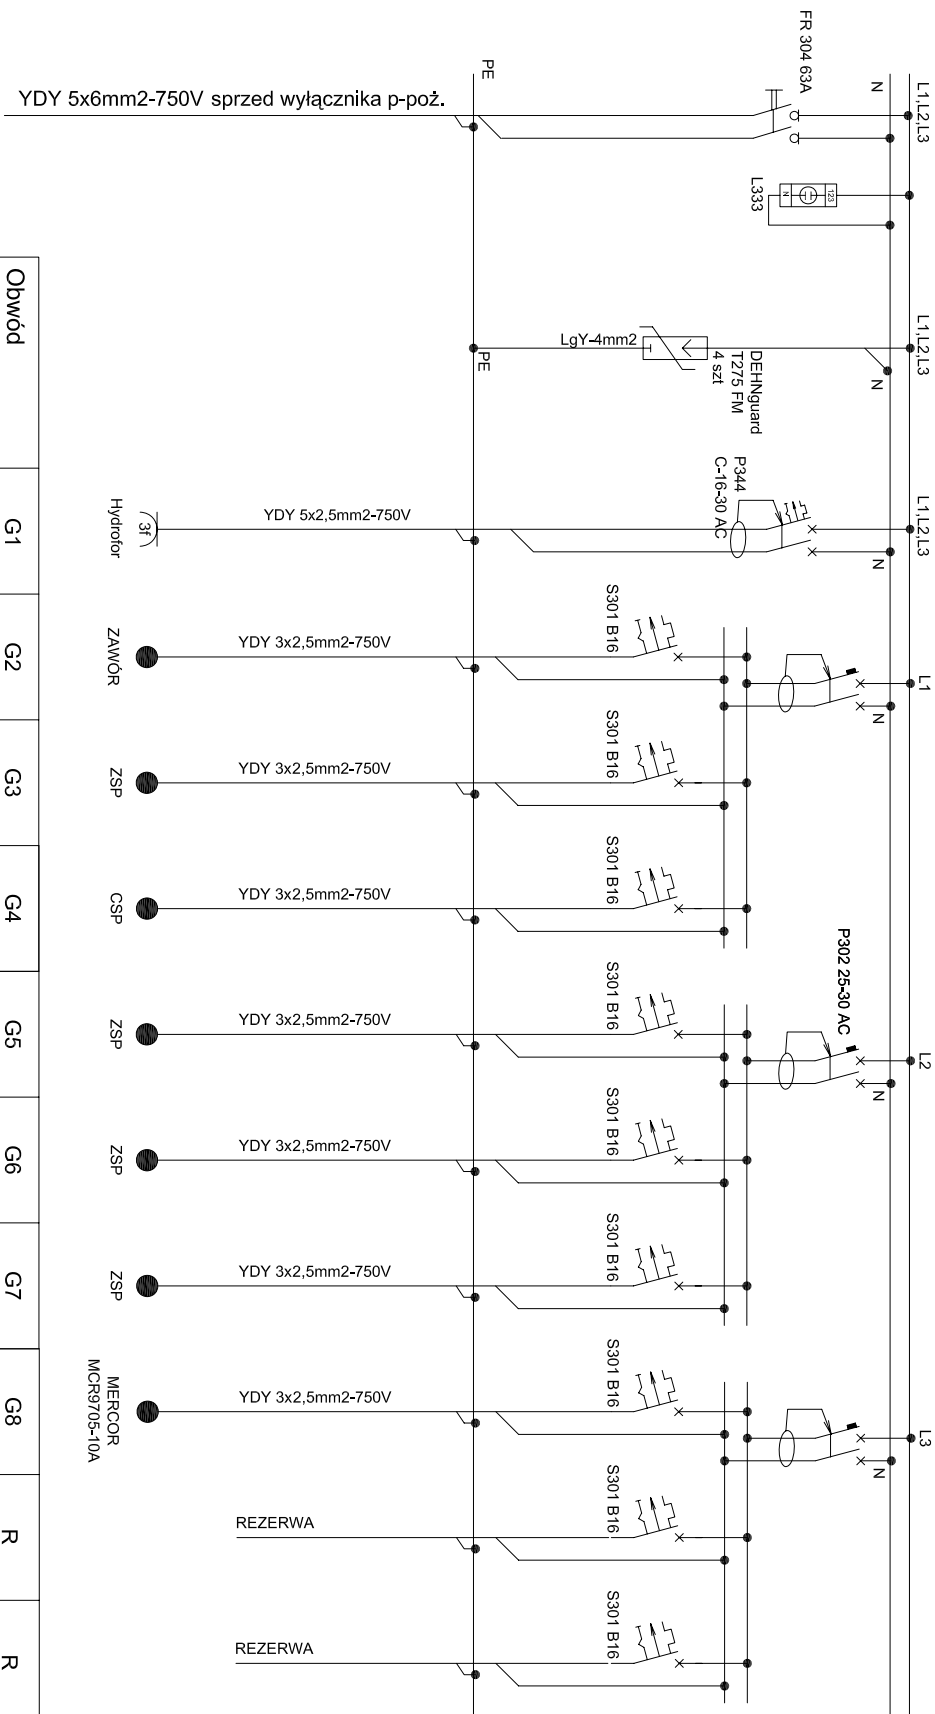 FR 304 63A
L1,L2,L3
N
PE
YDY 5x6mm2-750V sprzed wyłącznika p-poż.
L333
123
N
L1,L2,L3
N
DEHNguard
T275 FM
4 szt
LgY-4mm2
PE
L1,L2,L3
N
P344
C-16-30 AC
YDY 5x2,5mm2-750V
3f
Hydrofor
L1
N
S301 B16
YDY 3x2,5mm2-750V
ZAWÓR
S301 B16
YDY 3x2,5mm2-750V
ZSP
S301 B16
YDY 3x2,5mm2-750V
CSP
P302 25-30 AC
L2
N
S301 B16
YDY 3x2,5mm2-750V
ZSP
S301 B16
YDY 3x2,5mm2-750V
ZSP
S301 B16
YDY 3x2,5mm2-750V
ZSP
L3
N
S301 B16
YDY 3x2,5mm2-750V
MERCOR
MCR9705-10A
S301 B16
REZERWA
S301 B16
REZERWA
Obwód
G1
G2
G3
G4
G5
G6
G7
G8
R
R